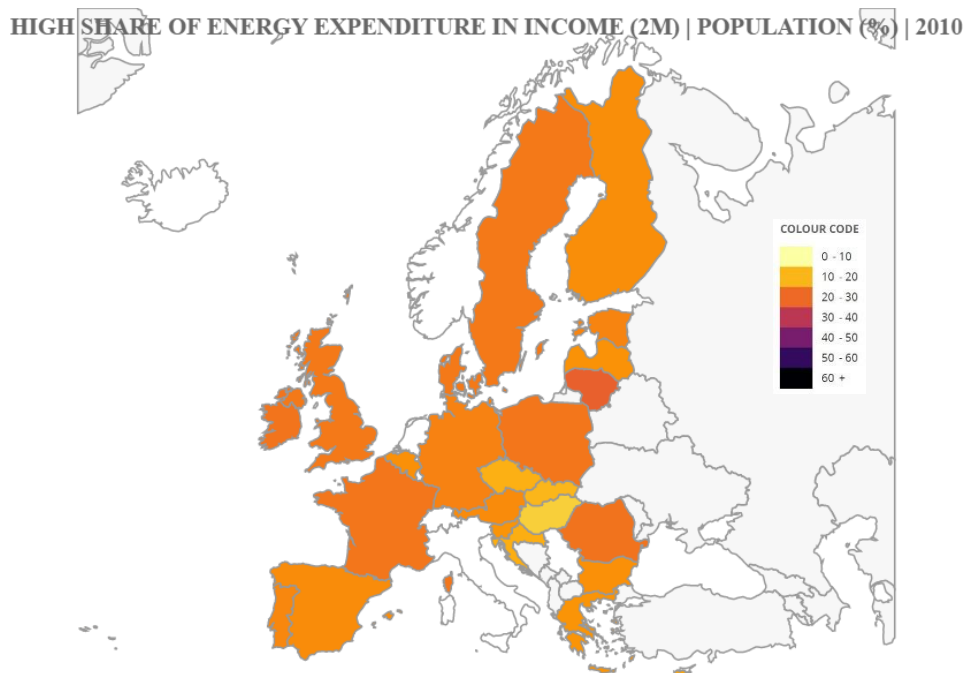 HIGH SHARE OF ENERGY EXPENDITURE IN INCOME (2M) | POPULATION (%) | 2010
COLOUR CODE
0 - 10
10 - 20
20 - 30
30 - 40
40 - 50
50 - 60
60 +